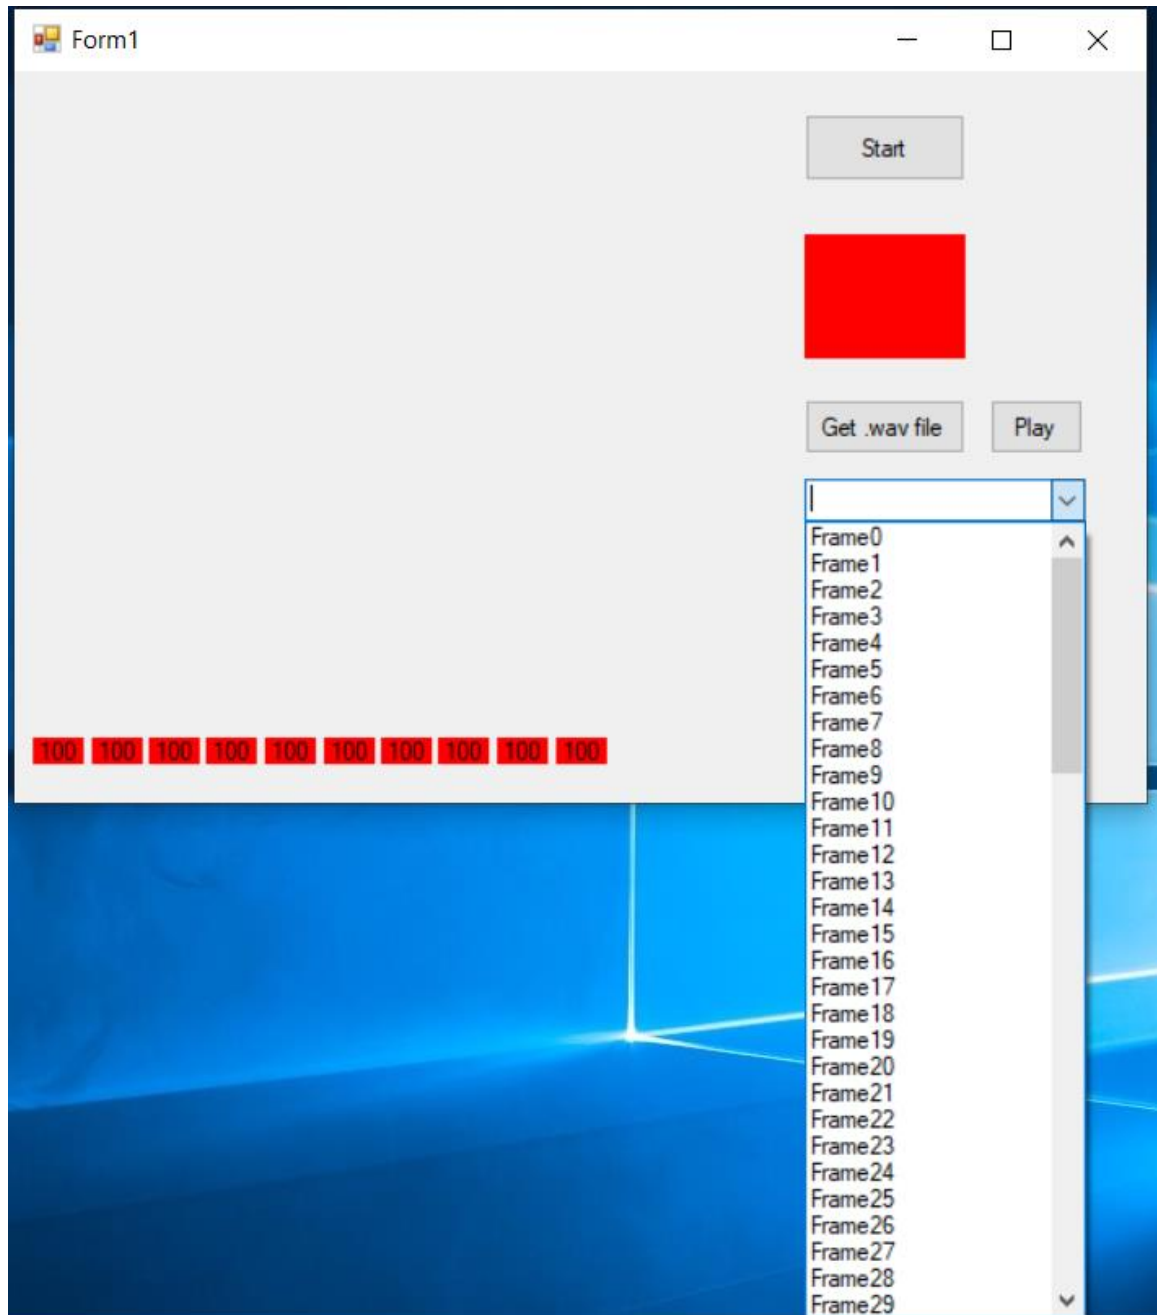 Form1
Start
Get .wav file Play
Frame0
Frame1
Frame2
Frame3
Frame4
Frame5
Frame6
Frame7
Frame8
Frame9
Frame10
Frame11
Frame12
Frame13
Frame14
Frame15
Frame16
Frame17
Frame18
Frame19
Frame20
Frame21
Frame22
Frame23
Frame24
Frame25
Frame26
Frame27
Frame28
Frame29
100 100 100 100 100 100 100 100 100 100